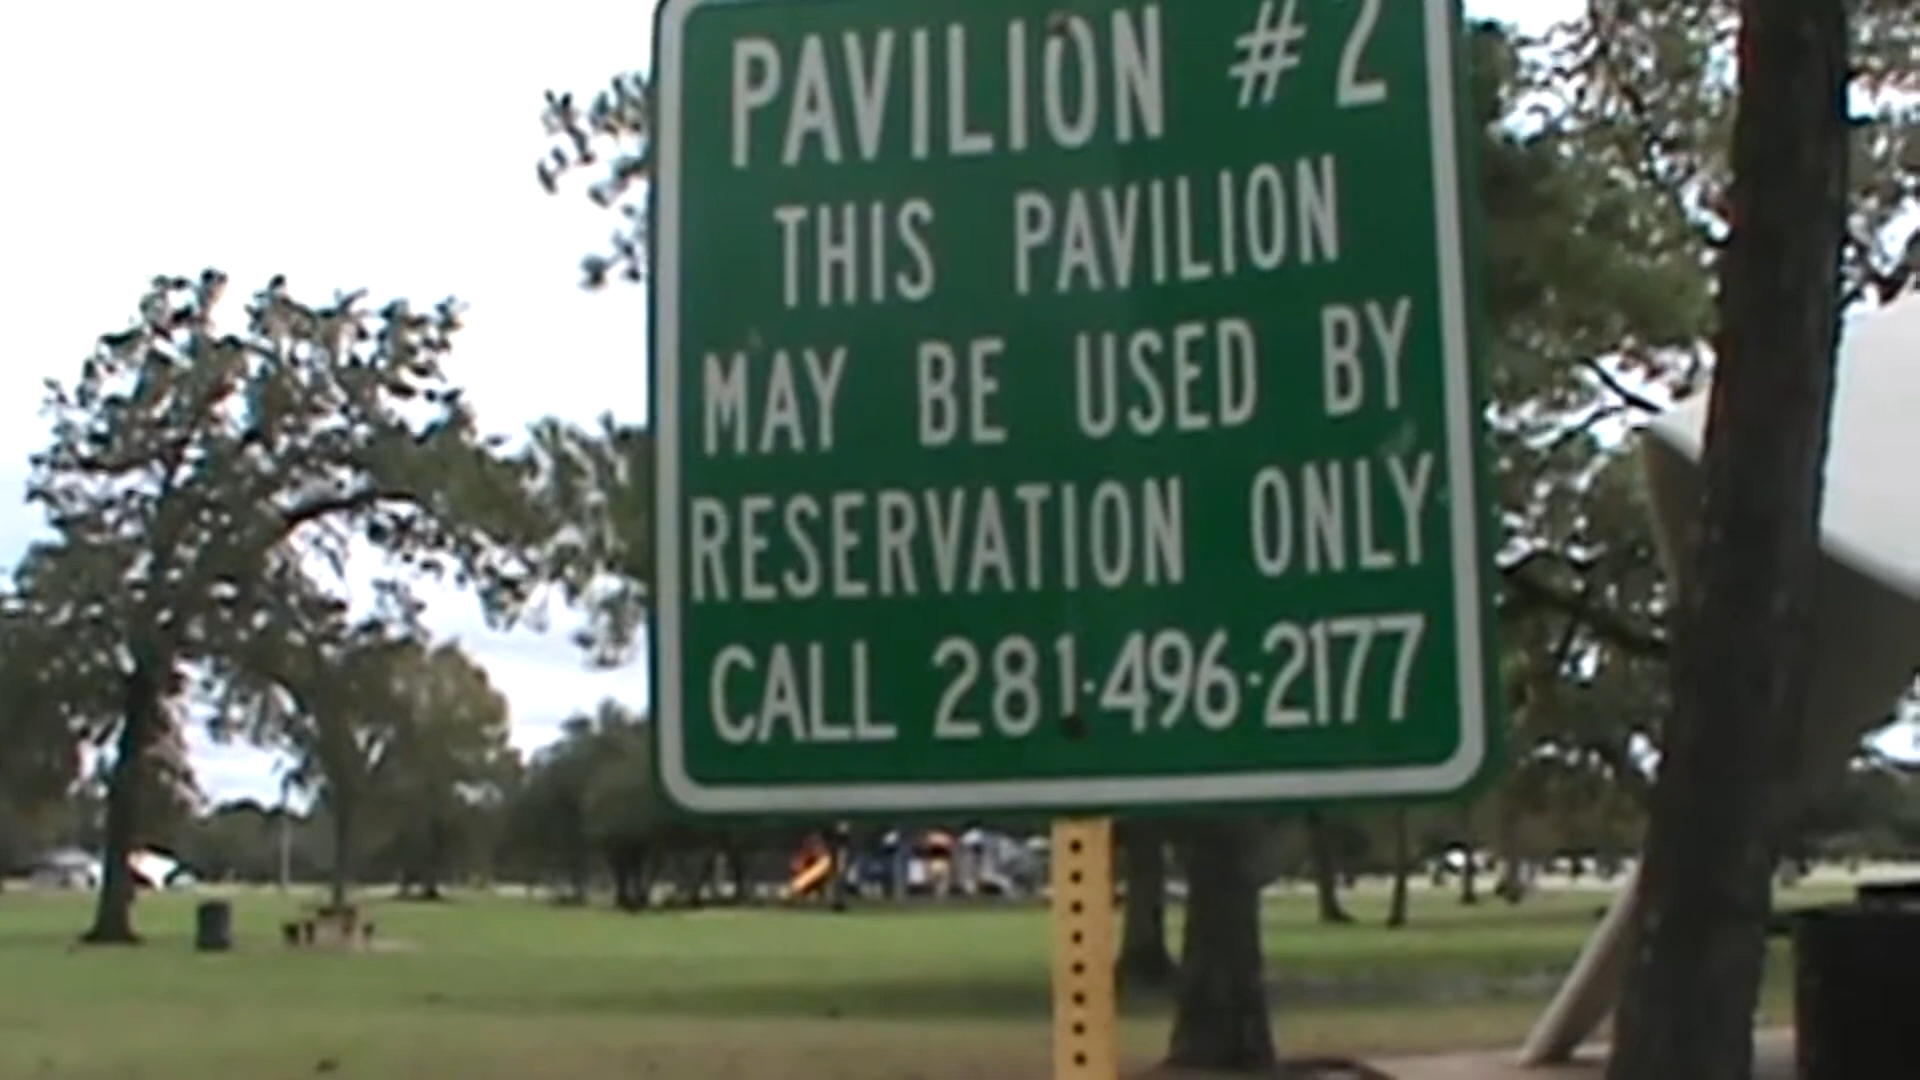 PAVILION #2
THIS PAVILION
MAY BE USED BY
RESERVATION ONLY
CALL 281-496-2177